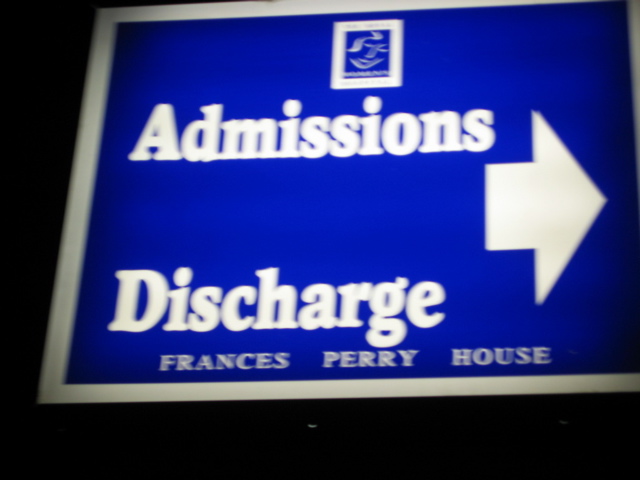 Admissions
Discharge
FRANCES PERRY HOUSE